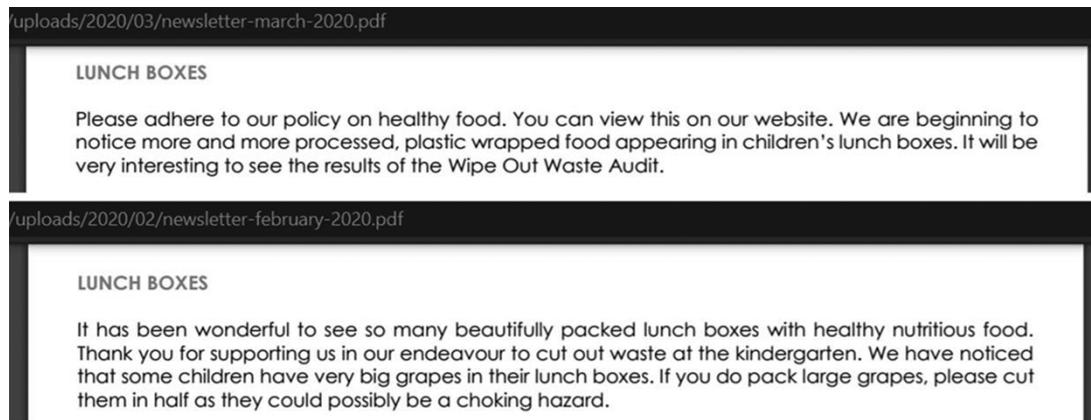 /uploads/2020/03/newsletter-march-2020.pdf
LUNCH BOXES
Please adhere to our policy on healthy food. You can view this on our website. We are beginning to
notice more and more processed, plastic wrapped food appearing in children's lunch boxes. It will be
very interesting to see the results of the Wipe Out Waste Audit.
/uploads/2020/02/newsletter-february-2020.pdf
LUNCH BOXES
It has been wonderful to see so many beautifully packed lunch boxes with healthy nutritious food.
Thank you for supporting us in our endeavour to cut out waste at the kindergarten. We have noticed
that some children have very big grapes in their lunch boxes. If you do pack large grapes, please cut
them in half as they could possibly be a choking hazard.